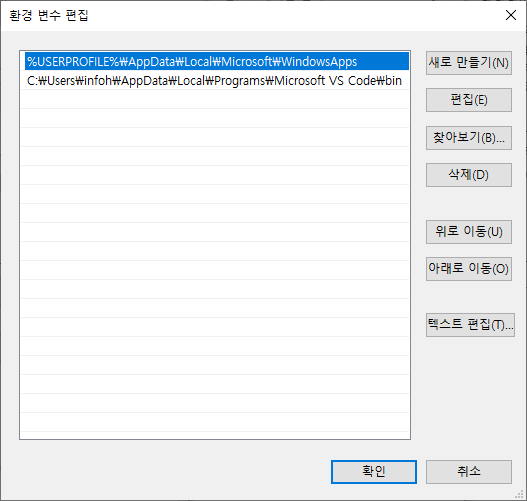 환경 변수 편집
%USERPROFILE%₩AppData₩Local₩Microsoft₩WindowsApps
C:₩Users₩infoh₩AppData₩Local₩Programs₩Microsoft VS Code₩bin
새로 만들기(N)
편집(E)
찾아보기(B)...
삭제(D)
위로 이동(U)
아래로 이동(O)
텍스트 편집(T)...
확인
취소